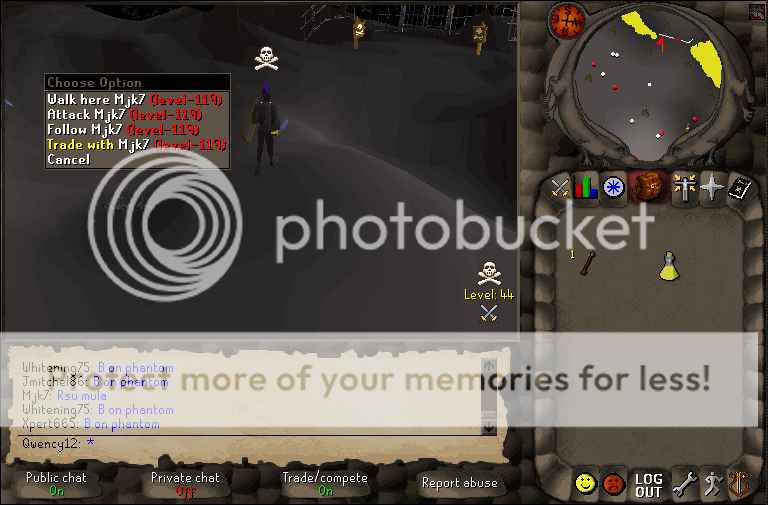 Choose Option
Walk here Mjk7 (level-119)
Attack Mjk7 (level-119)
Follow Mjk7 (level-119)
Trade with Mjk7 (level-119)
Cancel
photobucket
1
Level: 44
Protect more of your memories for less!
Whitening75: B on phantom
Jmitchel86: B on phantom
Mjk7: Rsu mula
Whitening75: B on phantom
Xpert665: B on phantom
Qwency12: *
Public chat
On
Private chat
Off
Trade/compete
On
Report abuse
LOG
OUT